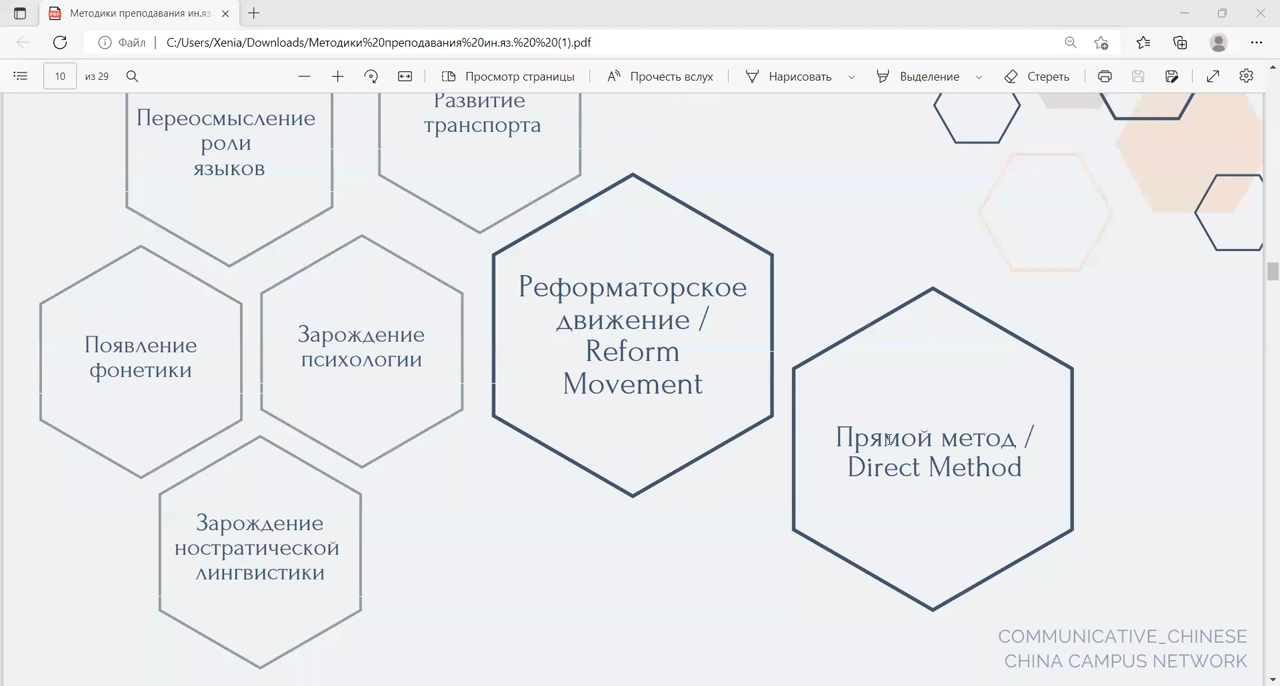 Методики преподавания ин.яз.
Файл
C:/Users/Xenia/Downloads/Методики%20преподавания%20ин.яз.%20%20(1).pdf
10
из 29
Просмотр страницы
Прочесть вслух
Нарисовать
Выделение
Стереть
Переосмысление
роли
языков
Развитие
транспорта
Появление
фонетики
Зарождение
психологии
Зарождение
ностратической
лингвистики
Реформаторское
движение /
Reform
Movement
Прямой метод /
Direct Method
COMMUNICATIVE_CHINESE
CHINA CAMPUS NETWORK